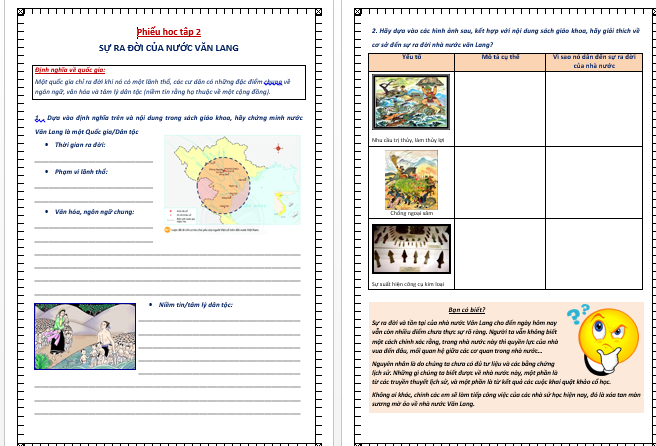 Phiếu học tập 2
SỰ RA ĐỜI CỦA NƯỚC VĂN LANG
Định nghĩa về quốc gia:
Một quốc gia chỉ ra đời khi nó có một lãnh thổ, các cư dân có những đặc điểm chung về
ngôn ngữ, văn hóa và tâm lý dân tộc (niềm tin rằng họ thuộc về một cộng đồng).
1. Dựa vào định nghĩa trên và nội dung trong sách giáo khoa, hãy chứng minh nước
Văn Lang là một Quốc gia/Dân tộc
• Thời gian ra đời:
• Phạm vi lãnh thổ:
• Văn hóa, ngôn ngữ chung:
• Niềm tin/tâm lý dân tộc:
2. Hãy dựa vào các hình ảnh sau, kết hợp với nội dung sách giáo khoa, hãy giải thích về
cơ sở dẫn đến sự ra đời nhà nước văn Lang?
Yếu tố
Mô tả cụ thể
Vì sao nó dẫn đến sự ra đời
của nhà nước
Nhu cầu trị thủy, làm thủy lợi
Chống ngoại xâm
Sự xuất hiện công cụ kim loại
Bạn có biết?
Sự ra đời và tồn tại của nhà nước Văn Lang cho đến ngày hôm nay
vẫn còn nhiều điểm chưa thực sự rõ ràng. Người ta vẫn không biết
một cách chính xác rằng, trong nhà nước này thì quyền lực của nhà
vua đến đâu, mối quan hệ giữa các cơ quan trong nhà nước...
Nguyên nhân là do chúng ta chưa có đủ tư liệu và các bằng chứng
lịch sử. Những gì chúng ta biết được về nhà nước này, một phần là
từ các truyền thuyết lịch sử, và một phần là từ kết quả các cuộc khai quật khảo cổ học.
Không ai khác, chính các em sẽ làm tiếp công việc của các nhà sử học hiện nay, đó là xóa tan màn
sương mờ ảo về nhà nước Văn Lang.